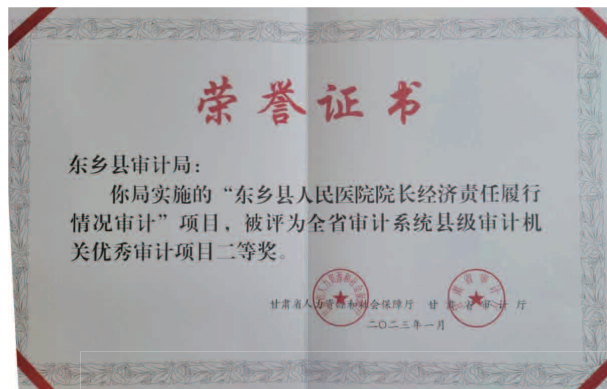 荣誉证书
东乡县审计局：
你局实施的“东乡县人民医院院长经济责任履行
情况审计”项目，被评为全省审计系统县级审计机
关优秀审计项目二等奖。
甘肃省人力资源和社会保障厅 甘肃省审计厅
二〇二三年一月